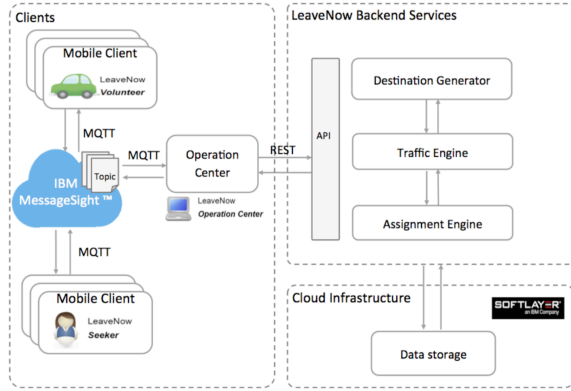 Clients
Mobile Client
LeaveNow
Volunteer
MQTT
IBM
MessageSight ™
Topic
MQTT
Operation
Center
LeaveNow
Operation Center
MQTT
Mobile Client
LeaveNow
Seeker
REST
LeaveNow Backend Services
API
Destination Generator
Traffic Engine
Assignment Engine
Cloud Infrastructure
SOFTLAYER®
an IBM Company
Data storage